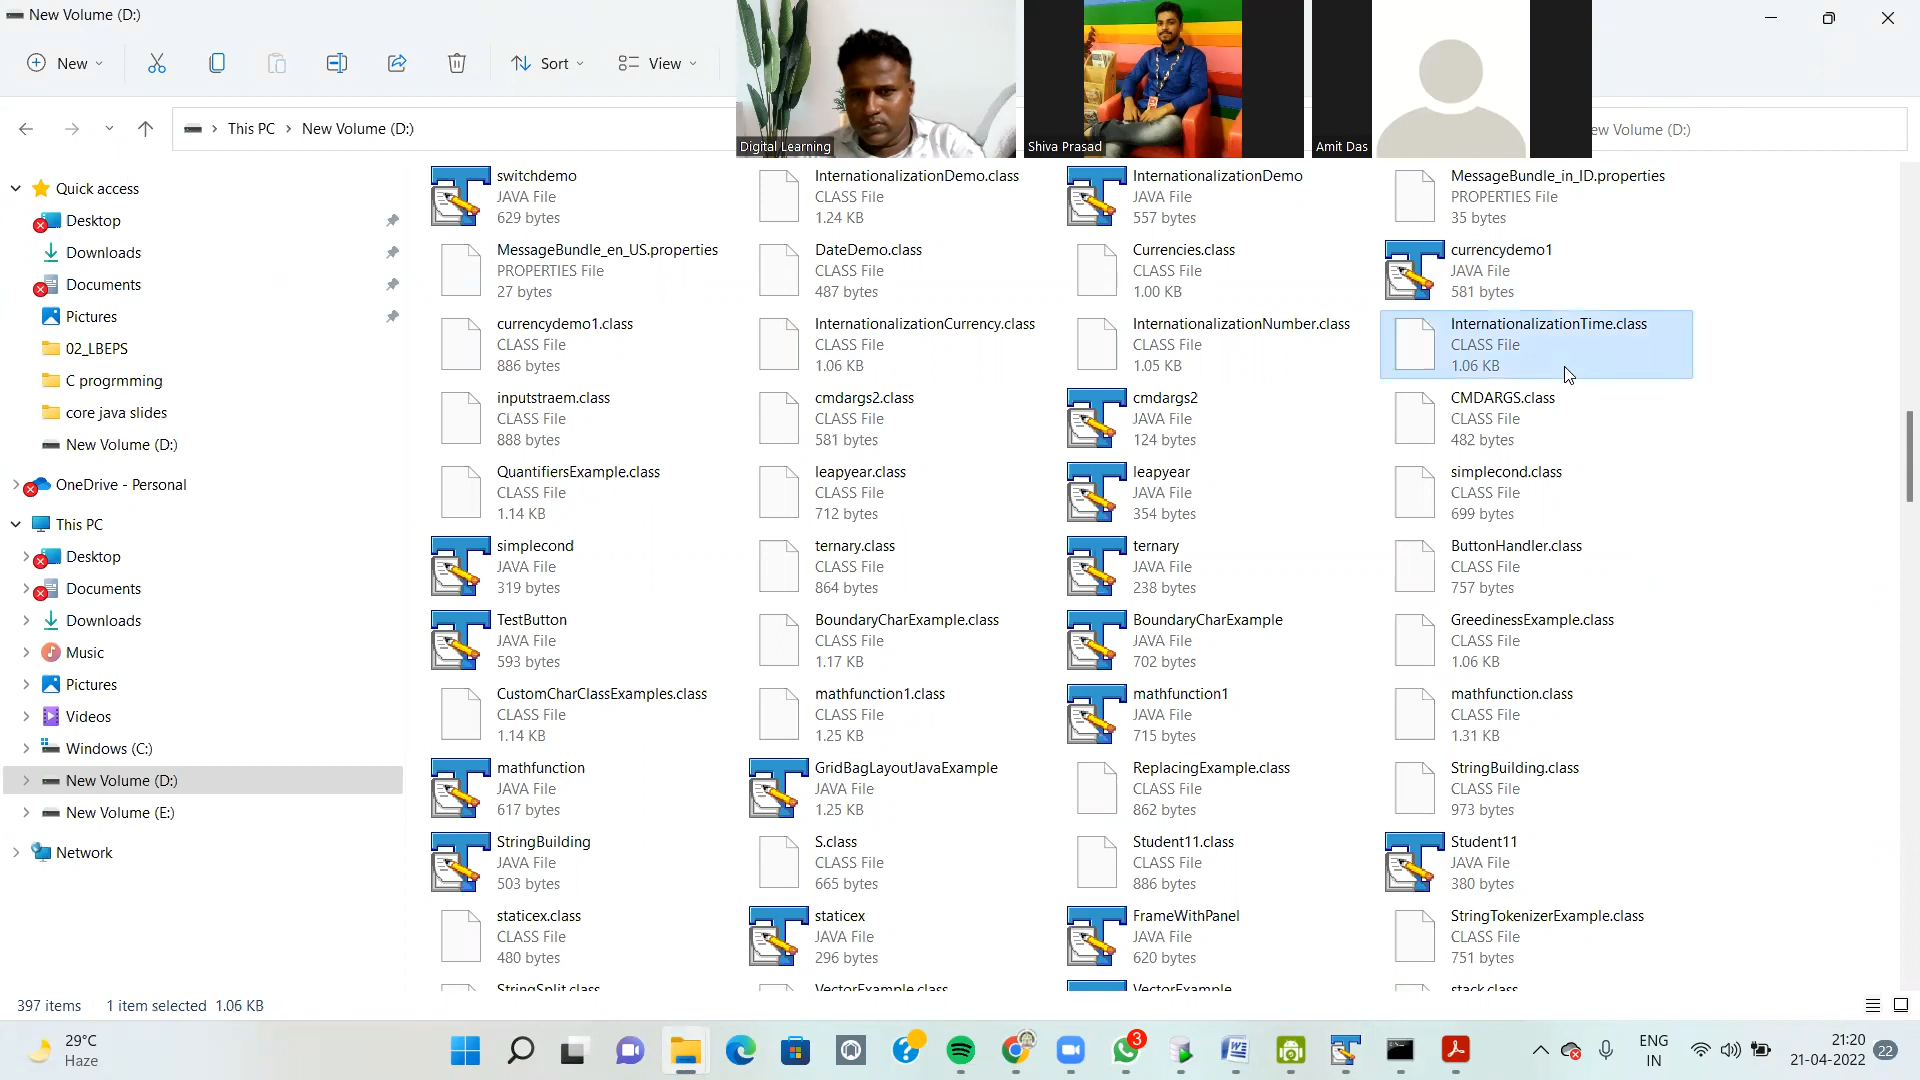 New Volume (D:)
New
Sort
View
This PC
New Volume (D:)
ew Volume (D:)
Digital Learning
Shiva Prasad
Amit Das
Quick access
Desktop
Downloads
Documents
Pictures
02_LBEPS
C progrmming
core java slides
New Volume (D:)
OneDrive - Personal
This PC
Desktop
Documents
Downloads
Music
Pictures
Videos
Windows (C:)
New Volume (D:)
New Volume (E:)
Network
switchdemo
JAVA File
629 bytes
InternationalizationDemo.class
CLASS File
1.24 KB
InternationalizationDemo
JAVA File
557 bytes
MessageBundle_in_ID.properties
PROPERTIES File
35 bytes
MessageBundle_en_US.properties
PROPERTIES File
27 bytes
DateDemo.class
CLASS File
487 bytes
Currencies.class
CLASS File
1.00 KB
currencydemo1
JAVA File
581 bytes
currencydemo1.class
CLASS File
886 bytes
InternationalizationCurrency.class
CLASS File
1.06 KB
InternationalizationNumber.class
CLASS File
1.05 KB
InternationalizationTime.class
CLASS File
1.06 KB
inputstraem.class
CLASS File
888 bytes
cmdargs2.class
CLASS File
581 bytes
cmdargs2
JAVA File
124 bytes
CMDARGS.class
CLASS File
482 bytes
QuantifiersExample.class
CLASS File
1.14 KB
leapyear.class
CLASS File
712 bytes
leapyear
JAVA File
354 bytes
simplecond.class
CLASS File
699 bytes
simplecond
JAVA File
319 bytes
ternary.class
CLASS File
864 bytes
ternary
JAVA File
238 bytes
ButtonHandler.class
CLASS File
757 bytes
TestButton
JAVA File
593 bytes
BoundaryCharExample.class
CLASS File
1.17 KB
BoundaryCharExample
JAVA File
702 bytes
GreedinessExample.class
CLASS File
1.06 KB
CustomCharClassExamples.class
CLASS File
1.14 KB
mathfunction1.class
CLASS File
1.25 KB
mathfunction1
JAVA File
715 bytes
mathfunction.class
CLASS File
1.31 KB
mathfunction
JAVA File
617 bytes
GridBagLayoutJavaExample
JAVA File
1.25 KB
ReplacingExample.class
CLASS File
862 bytes
StringBuilding.class
CLASS File
973 bytes
StringBuilding
JAVA File
503 bytes
S.class
CLASS File
665 bytes
Student11.class
CLASS File
886 bytes
Student11
JAVA File
380 bytes
staticex.class
CLASS File
480 bytes
staticex
JAVA File
296 bytes
FrameWithPanel
JAVA File
620 bytes
StringTokenizerExample.class
CLASS File
751 bytes
StringSplit.class
VectorExample.class
VectorExample
stack.class
397 items
1 item selected 1.06 KB
29°C
Haze
3
ENG
IN
21:20
21-04-2022
22